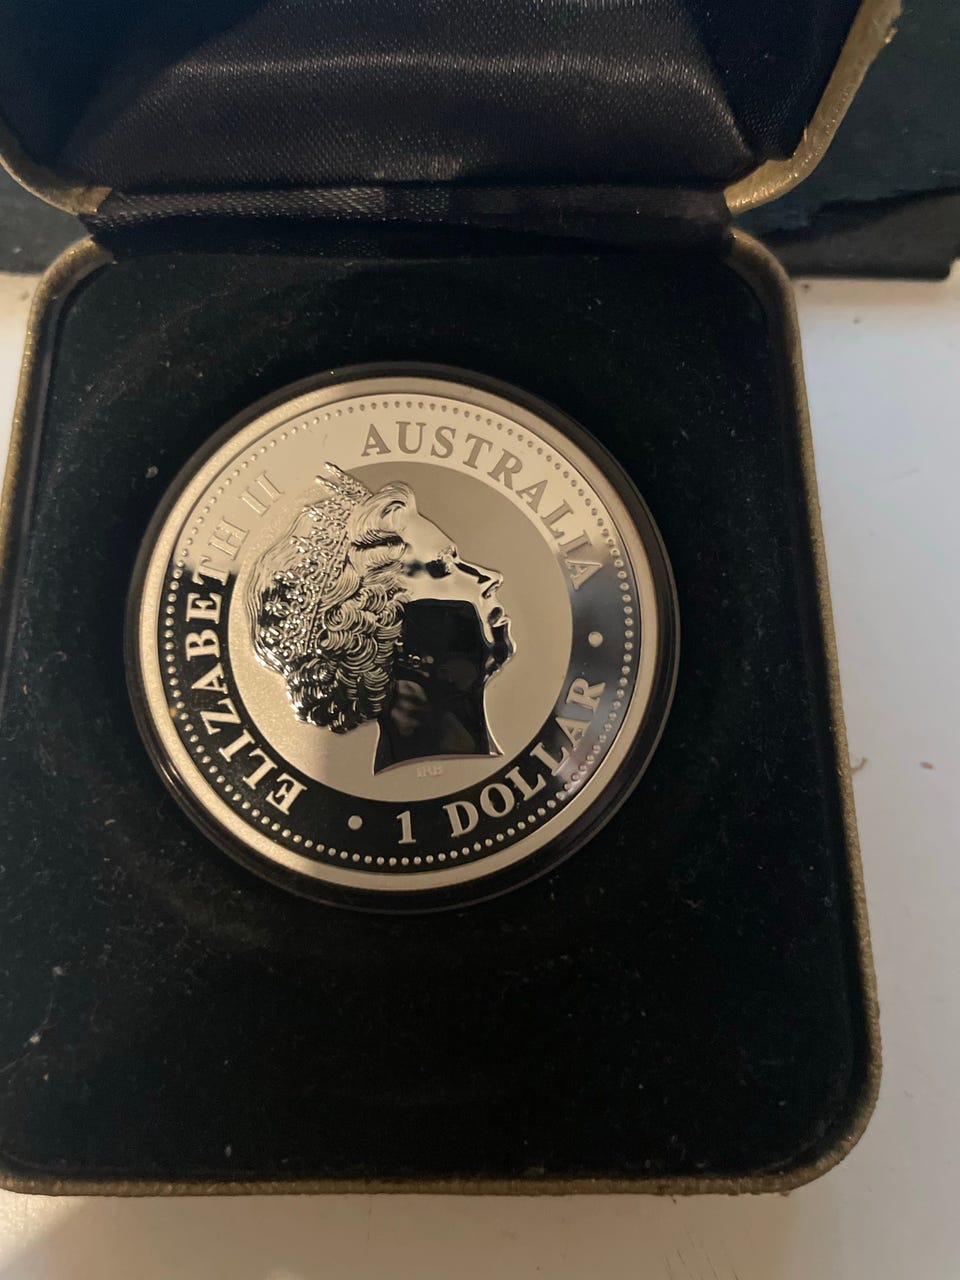 ELIZABETH II
AUSTRALIA
• 1 DOLLAR •
IRB